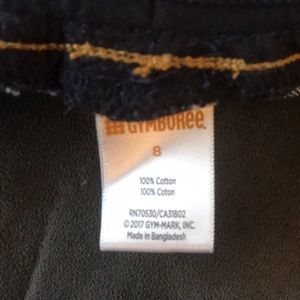 GYMBOREE
8
100% Cotton
100% Coton
RN70530/CA31802
©2017 GYM-MARK, INC.
Made in Bangladesh